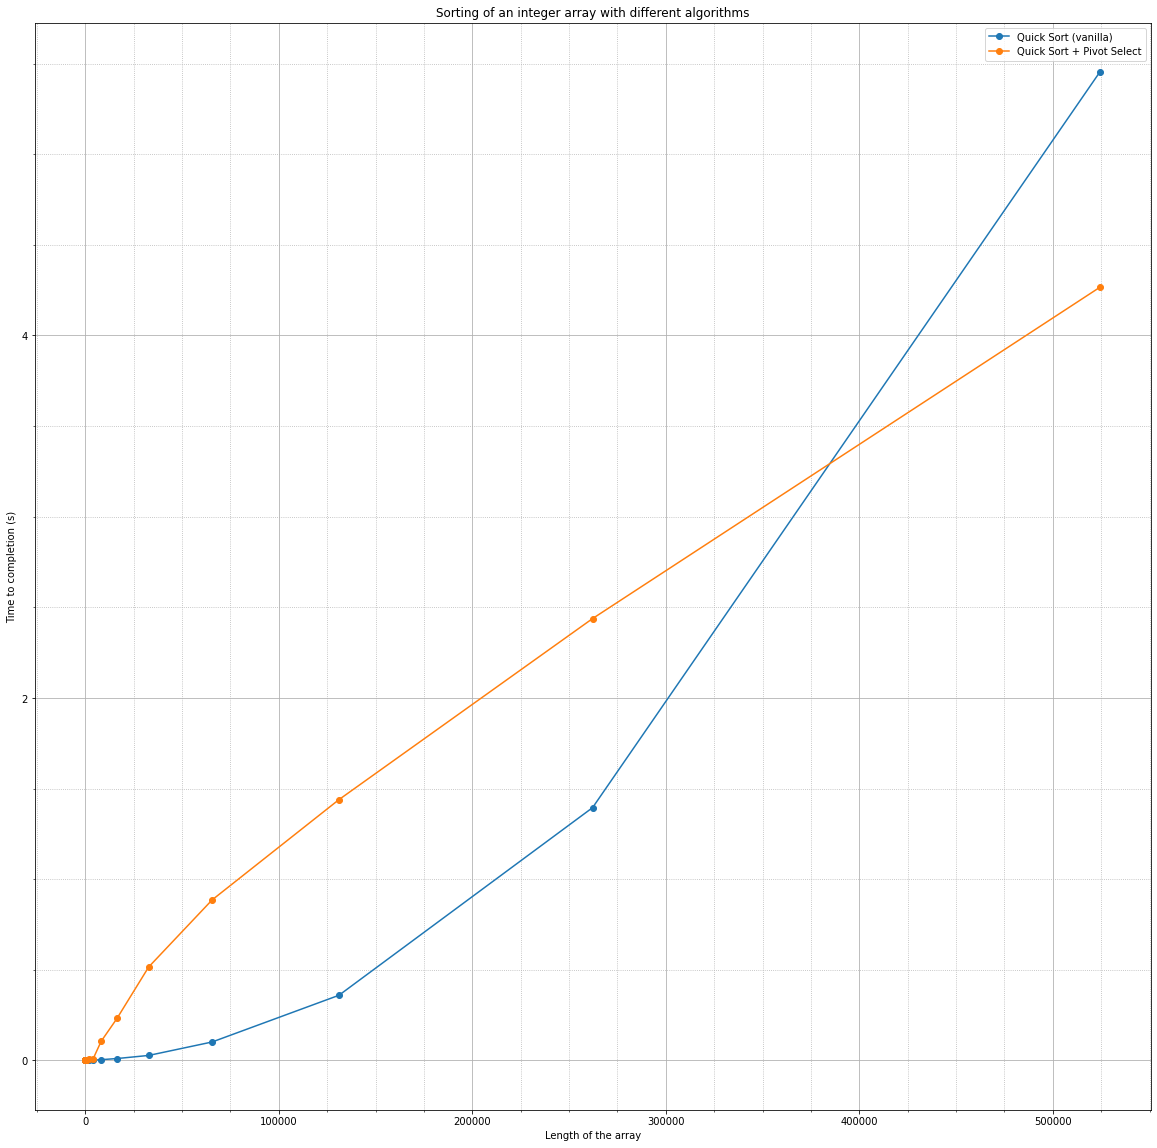 Sorting of an integer array with different algorithms
Quick Sort (vanilla)
Quick Sort + Pivot Select
Time to completion (s)
4
2
0
0 100000 200000 300000 400000 500000
Length of the array